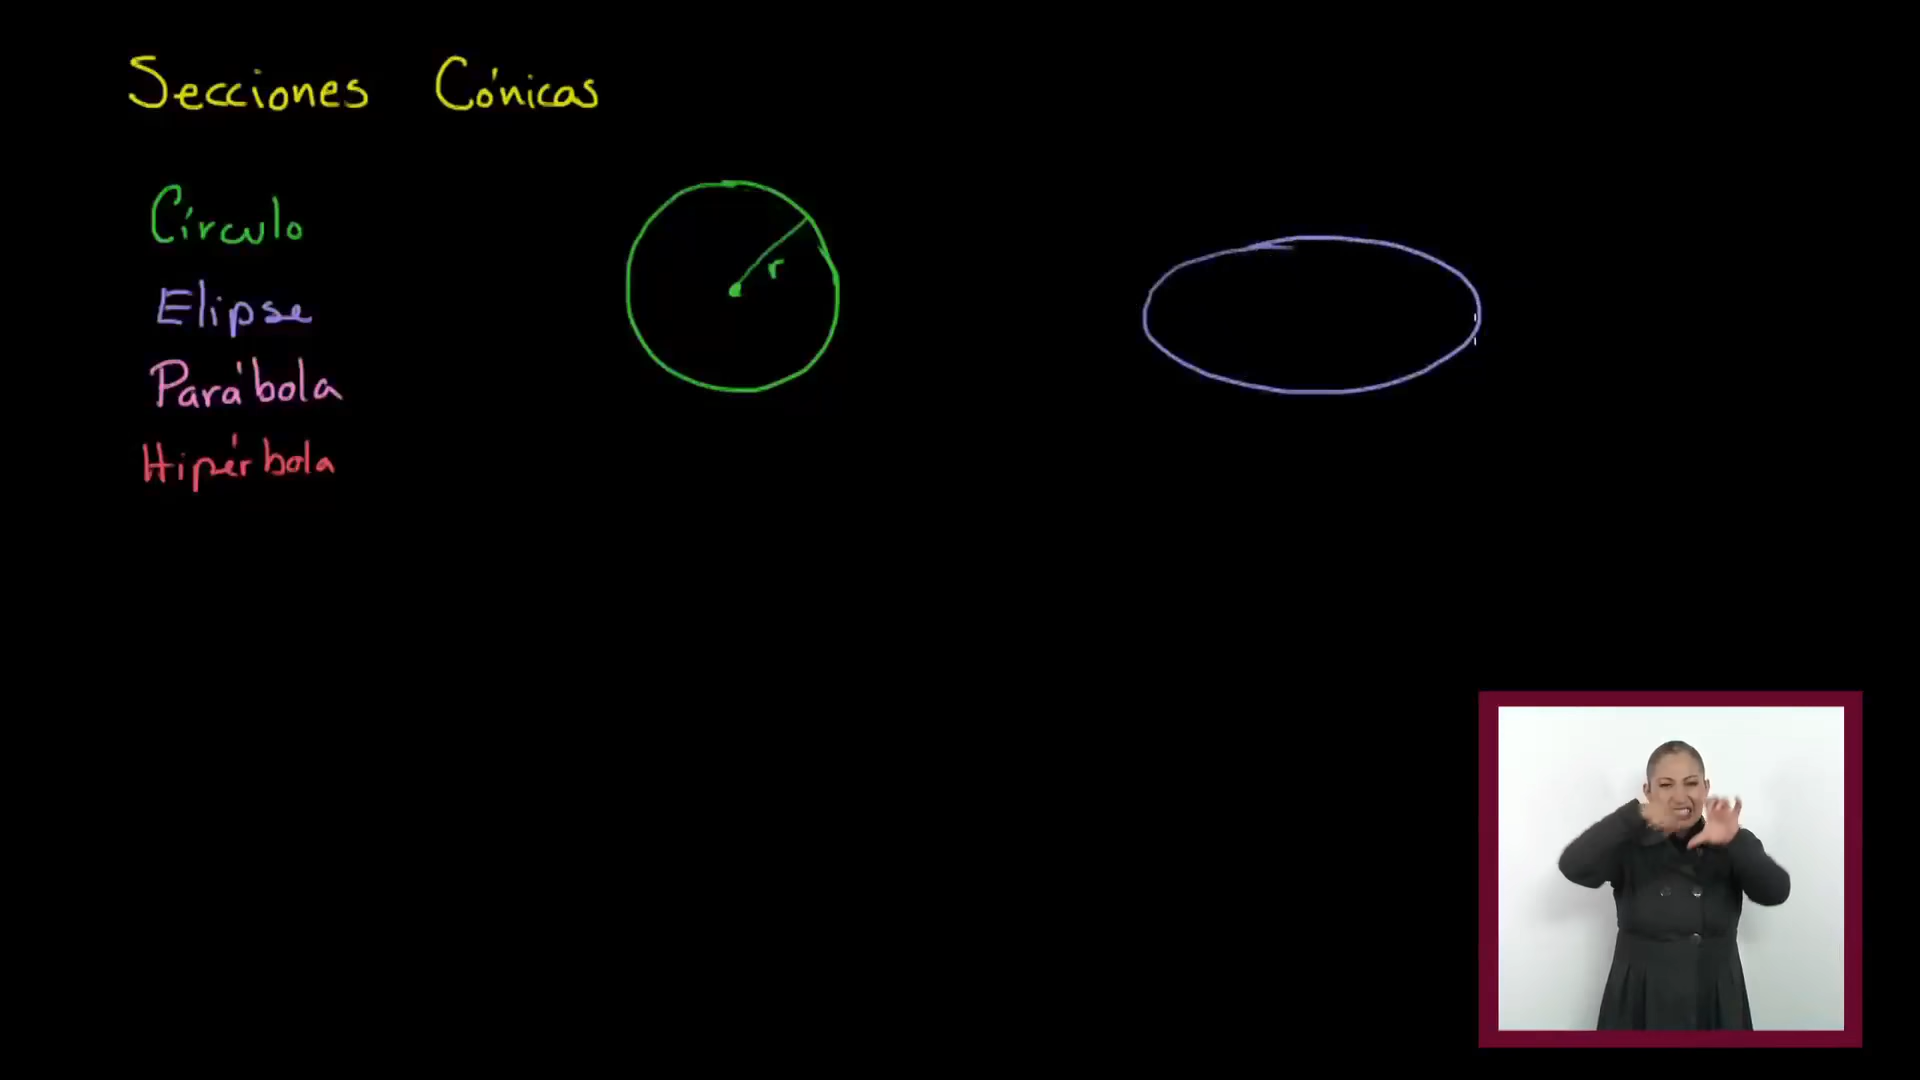 Secciones Cónicas
Círculo
Elipse
Parábola
Hipérbola
r